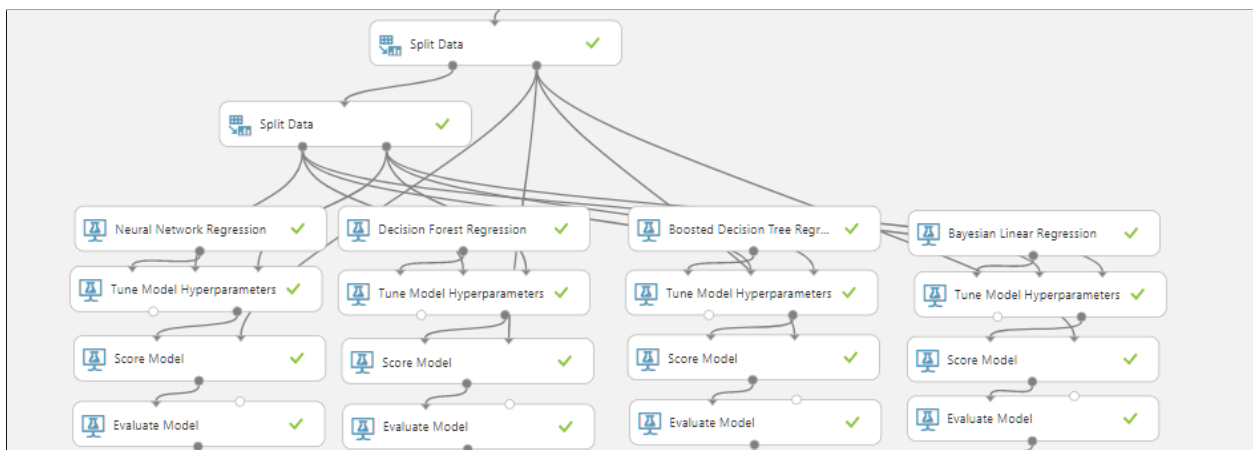 Split Data
Split Data
Neural Network Regression
Decision Forest Regression
Boosted Decision Tree Regr...
Bayesian Linear Regression
Tune Model Hyperparameters
Tune Model Hyperparameters
Tune Model Hyperparameters
Tune Model Hyperparameters
Score Model
Score Model
Score Model
Score Model
Evaluate Model
Evaluate Model
Evaluate Model
Evaluate Model